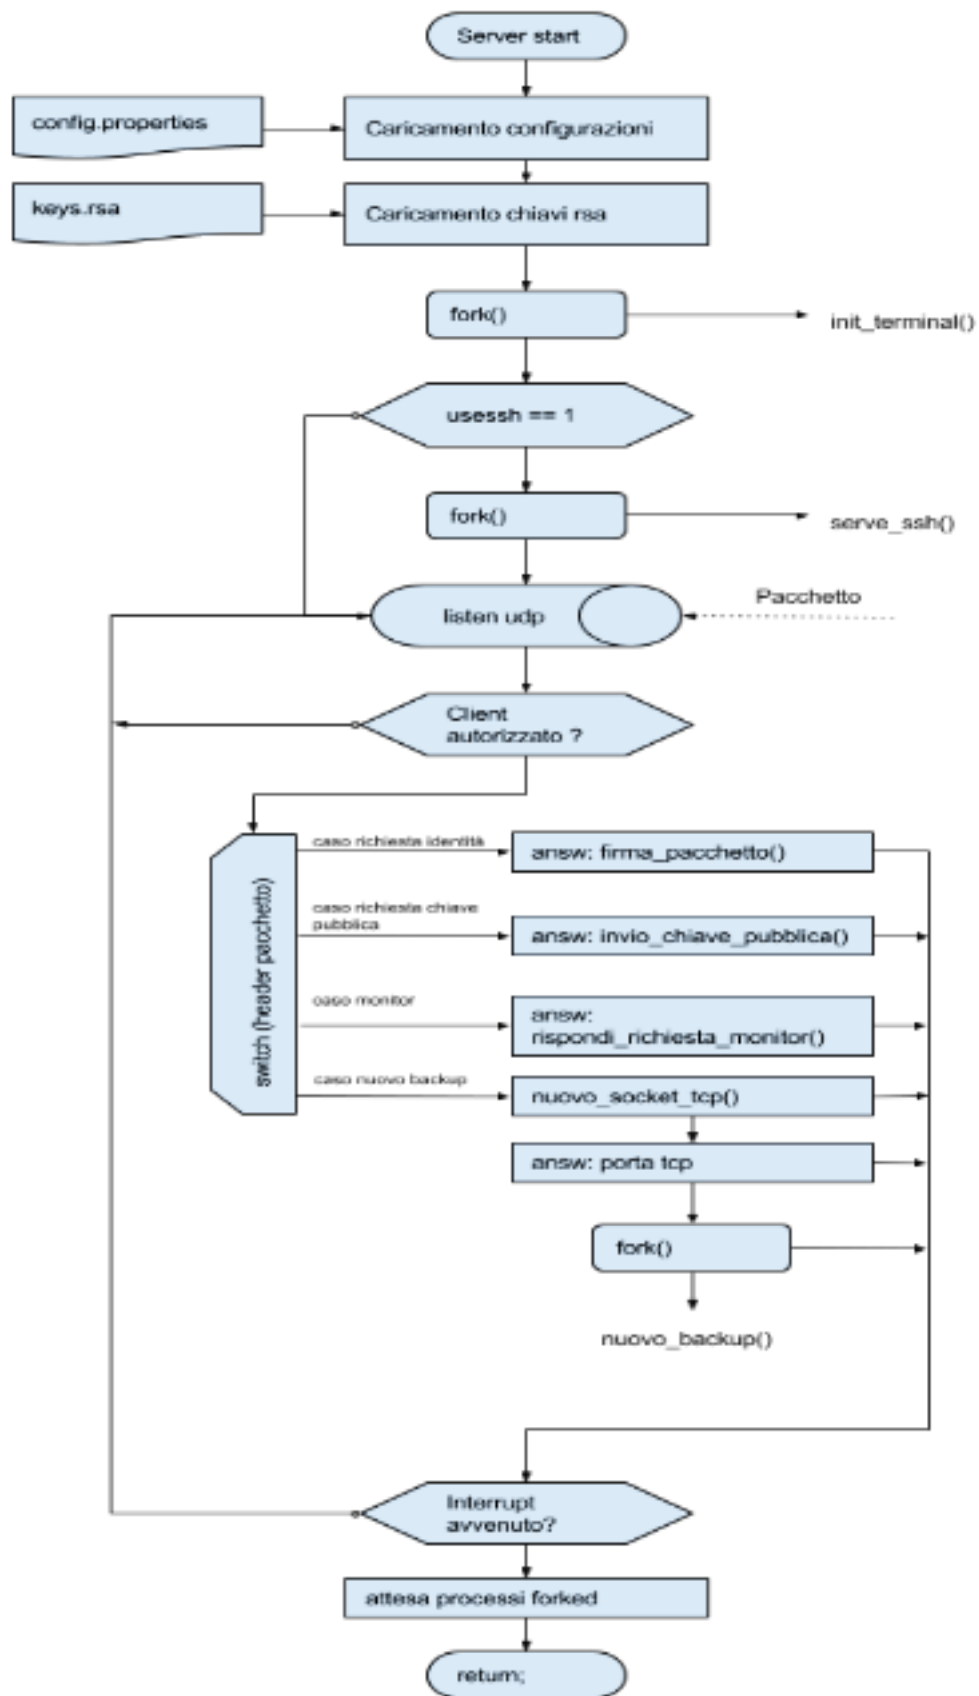 Server start
config.properties
Caricamento configurazioni
keys.rsa
Caricamento chiavi rsa
fork()
init_terminal()
usessh == 1
fork()
serve_ssh()
Pacchetto
listen udp
Client
autorizzato ?
switch (header pacchetto)
caso richiesta identità
answ: firma_pacchetto()
caso richiesta chiave
pubblica
answ: invio_chiave_pubblica()
caso monitor
answ:
rispondi_richiesta_monitor()
caso nuovo backup
nuovo_socket_tcp()
answ: porta tcp
fork()
nuovo_backup()
Interrupt
avvenuto?
attesa processi forked
return;